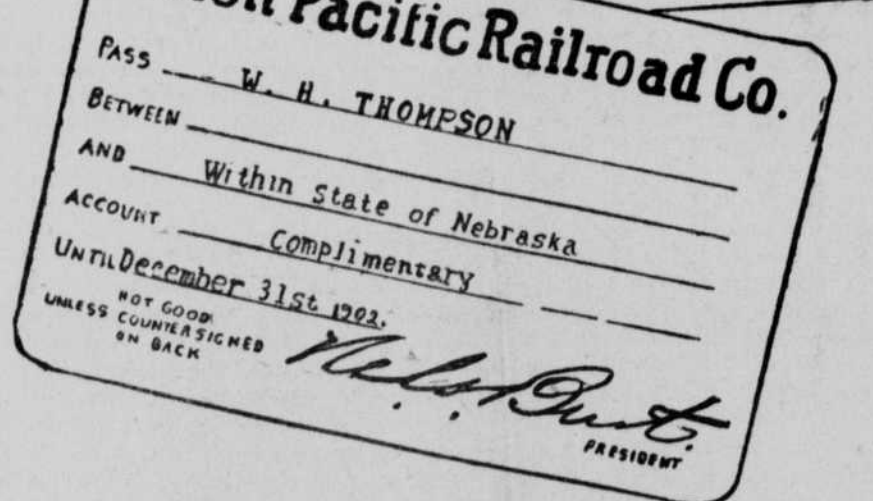 Pacific Railroad Co.
PASS W. H. THOMPSON
BETWEEN
AND Within State of Nebraska
ACCOUNT Complimentary
UNTIL December 31st 1902.
NOT GOOD
UNLESS COUNTERSIGNED
ON BACK
PRESIDENT